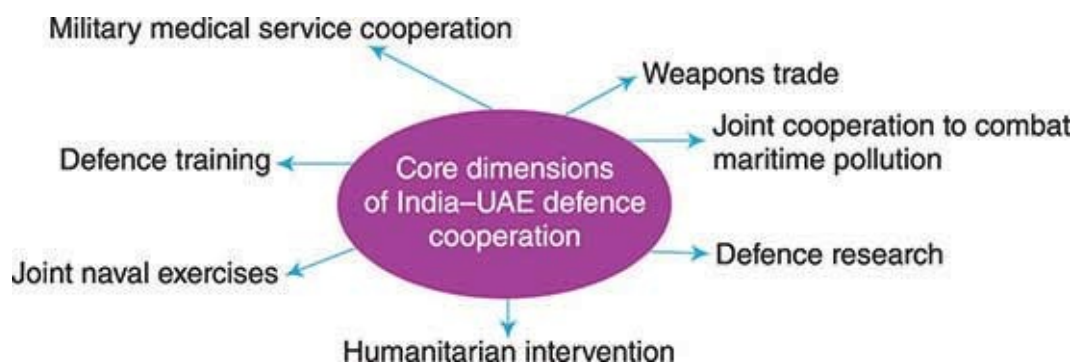 Military medical service cooperation
Weapons trade
Joint cooperation to combat
maritime pollution
Defence training
Core dimensions
of India–UAE defence
cooperation
Defence research
Joint naval exercises
Humanitarian intervention